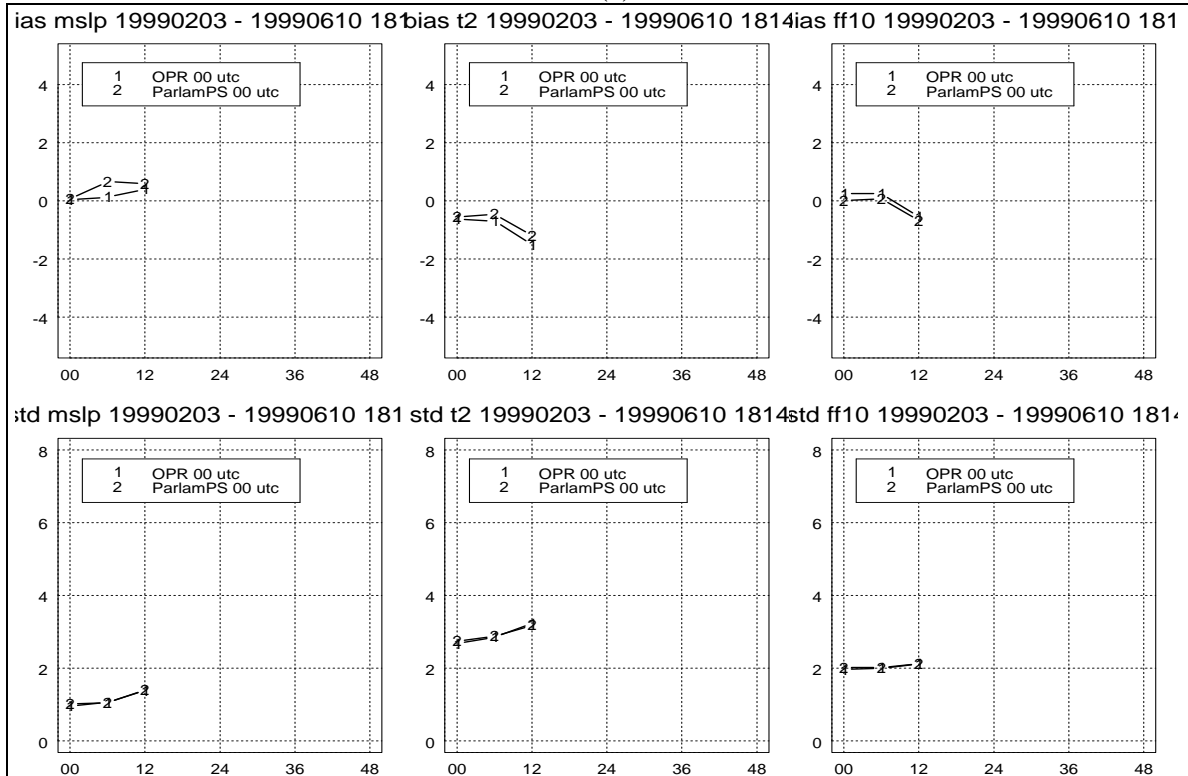 ias mslp 19990203 - 19990610 181
bias t2 19990203 - 19990610 1814
ias ff10 19990203 - 19990610 181
1 OPR 00 utc
2 ParlamPS 00 utc
1 OPR 00 utc
2 ParlamPS 00 utc
1 OPR 00 utc
2 ParlamPS 00 utc
4
2
0
-2
-4
00 12 24 36 48
4
2
0
-2
-4
00 12 24 36 48
4
2
0
-2
-4
00 12 24 36 48
std mslp 19990203 - 19990610 181
std t2 19990203 - 19990610 1814
std ff10 19990203 - 19990610 1814
1 OPR 00 utc
2 ParlamPS 00 utc
1 OPR 00 utc
2 ParlamPS 00 utc
1 OPR 00 utc
2 ParlamPS 00 utc
8
6
4
2
0
00 12 24 36 48
8
6
4
2
0
00 12 24 36 48
8
6
4
2
0
00 12 24 36 48